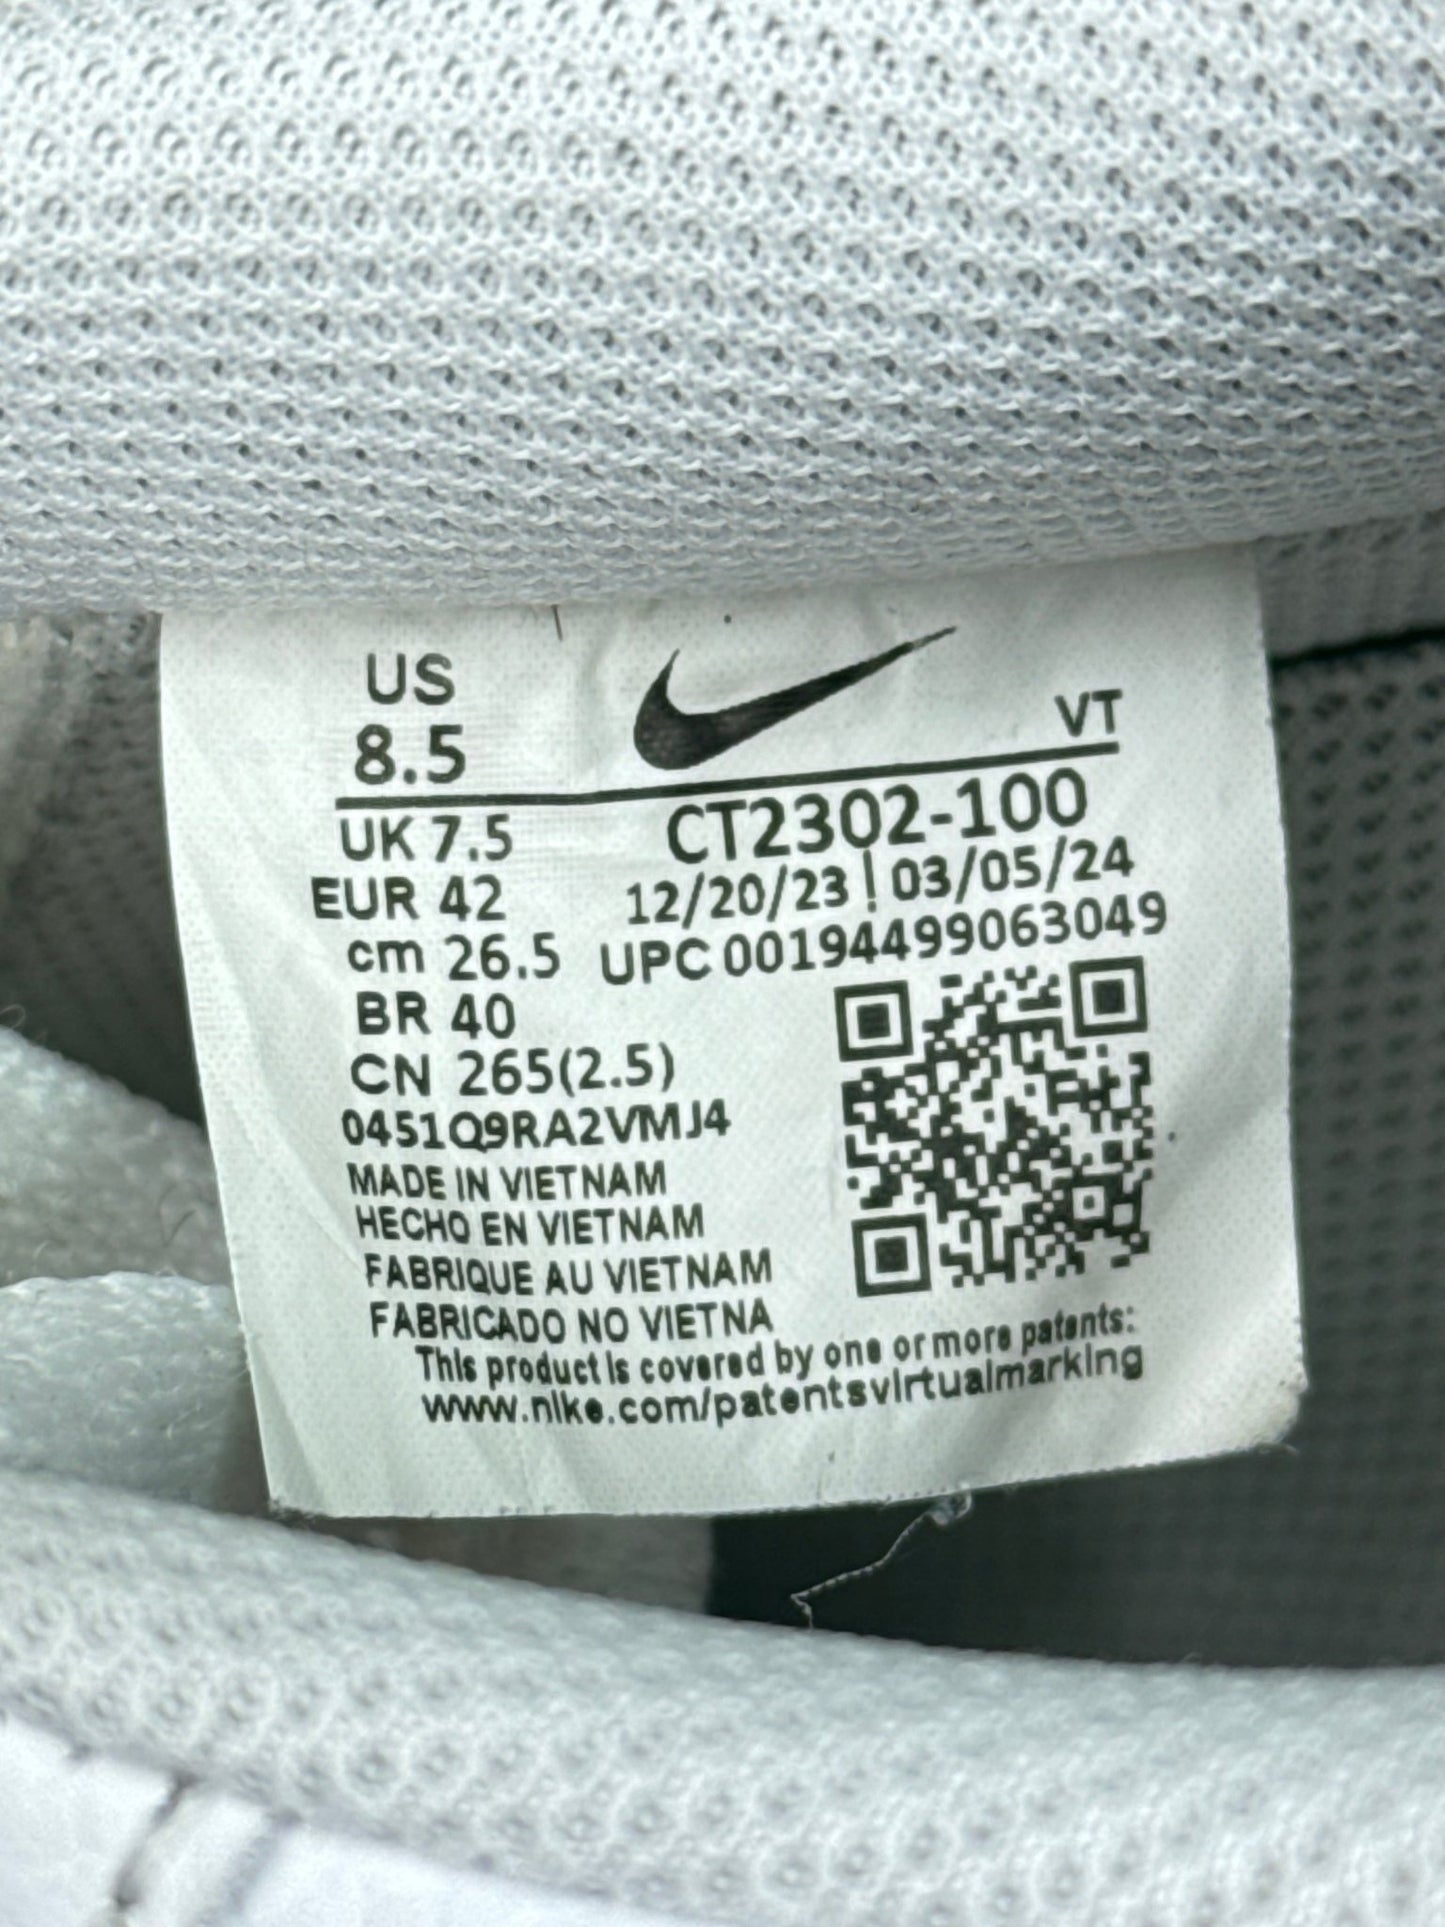 US
8.5
VT
UK 7.5
CT2302-100
EUR 42
12/20/23 | 03/05/24
cm 26.5
UPC 00194499063049
BR 40
CN 265(2.5)
0451Q9RA2VMJ4
MADE IN VIETNAM
HECHO EN VIETNAM
FABRIQUE AU VIETNAM
FABRICADO NO VIETNA
This product is covered by one or more patents:
www.nike.com/patentsvirtualmarking